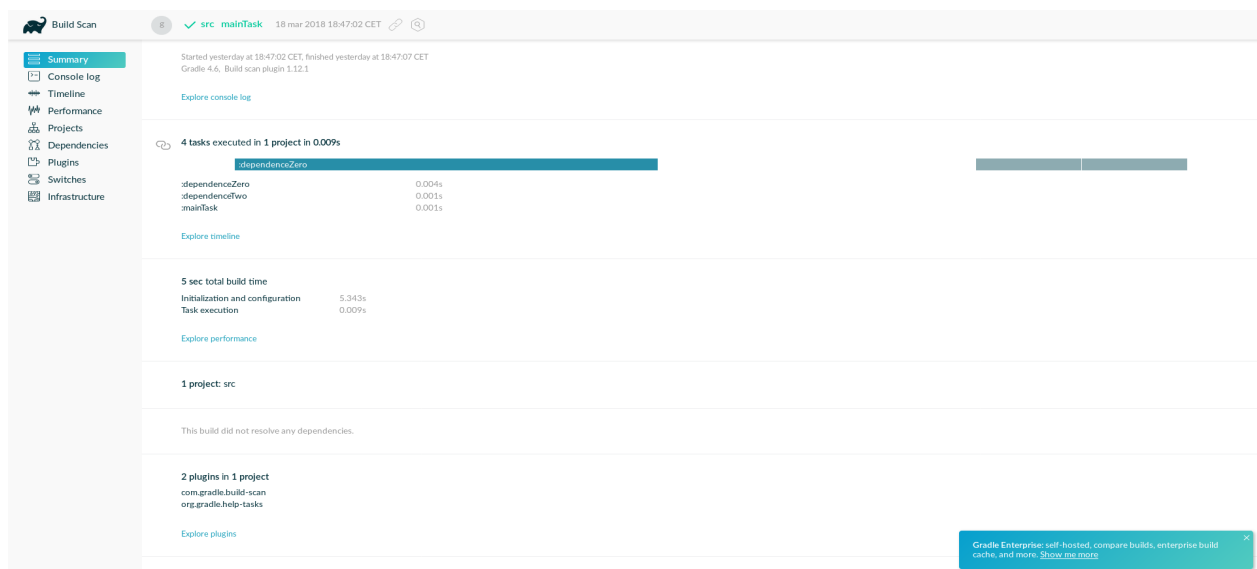 Build Scan
K
src mainTask 18 mar 2018 18:47:02 CET
Summary
Console log
Timeline
Performance
Projects
Dependencies
Plugins
Switches
Infrastructure
Started yesterday at 18:47:02 CET, finished yesterday at 18:47:07 CET
Gradle 4.6, Build scan plugin 1.12.1
Explore console log
4 tasks executed in 1 project in 0.009s
:dependenceZero
:dependenceZero 0.004s
:dependenceTwo 0.001s
:mainTask 0.001s
Explore timeline
5 sec total build time
Initialization and configuration 5.343s
Task execution 0.009s
Explore performance
1 project: src
This build did not resolve any dependencies.
2 plugins in 1 project
com.gradle.build-scan
org.gradle.help-tasks
Explore plugins
Gradle Enterprise: self-hosted, compare builds, enterprise build
cache, and more. Show me more